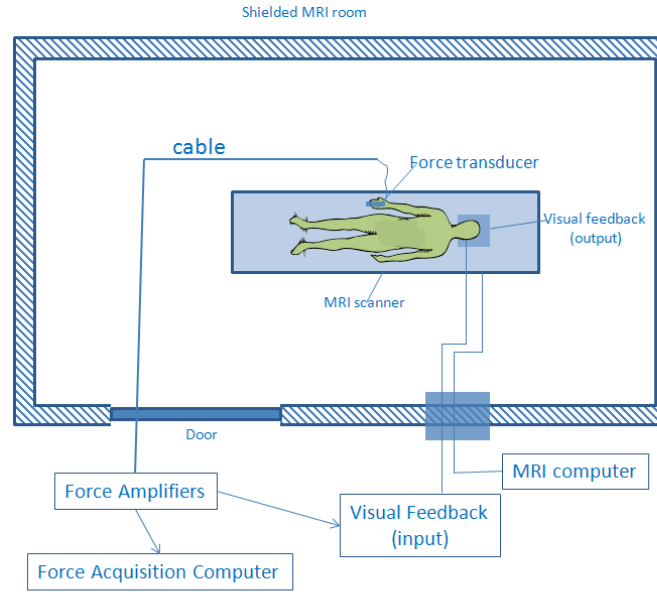 Shielded MRI room
cable
Force transducer
Visual feedback
(output)
MRI scanner
Door
MRI computer
Force Amplifiers
Visual Feedback
(input)
Force Acquisition Computer